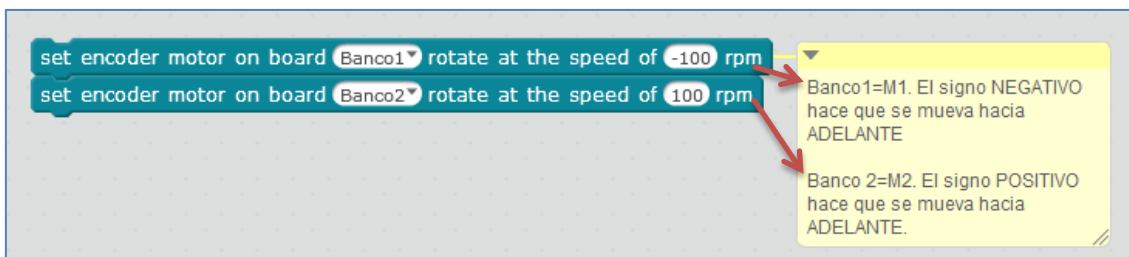 set encoder motor on board Banco1 rotate at the speed of -100 rpm
set encoder motor on board Banco2 rotate at the speed of 100 rpm
Banco1=M1. El signo NEGATIVO
hace que se mueva hacia
ADELANTE
Banco 2=M2. El signo POSITIVO
hace que se mueva hacia
ADELANTE.